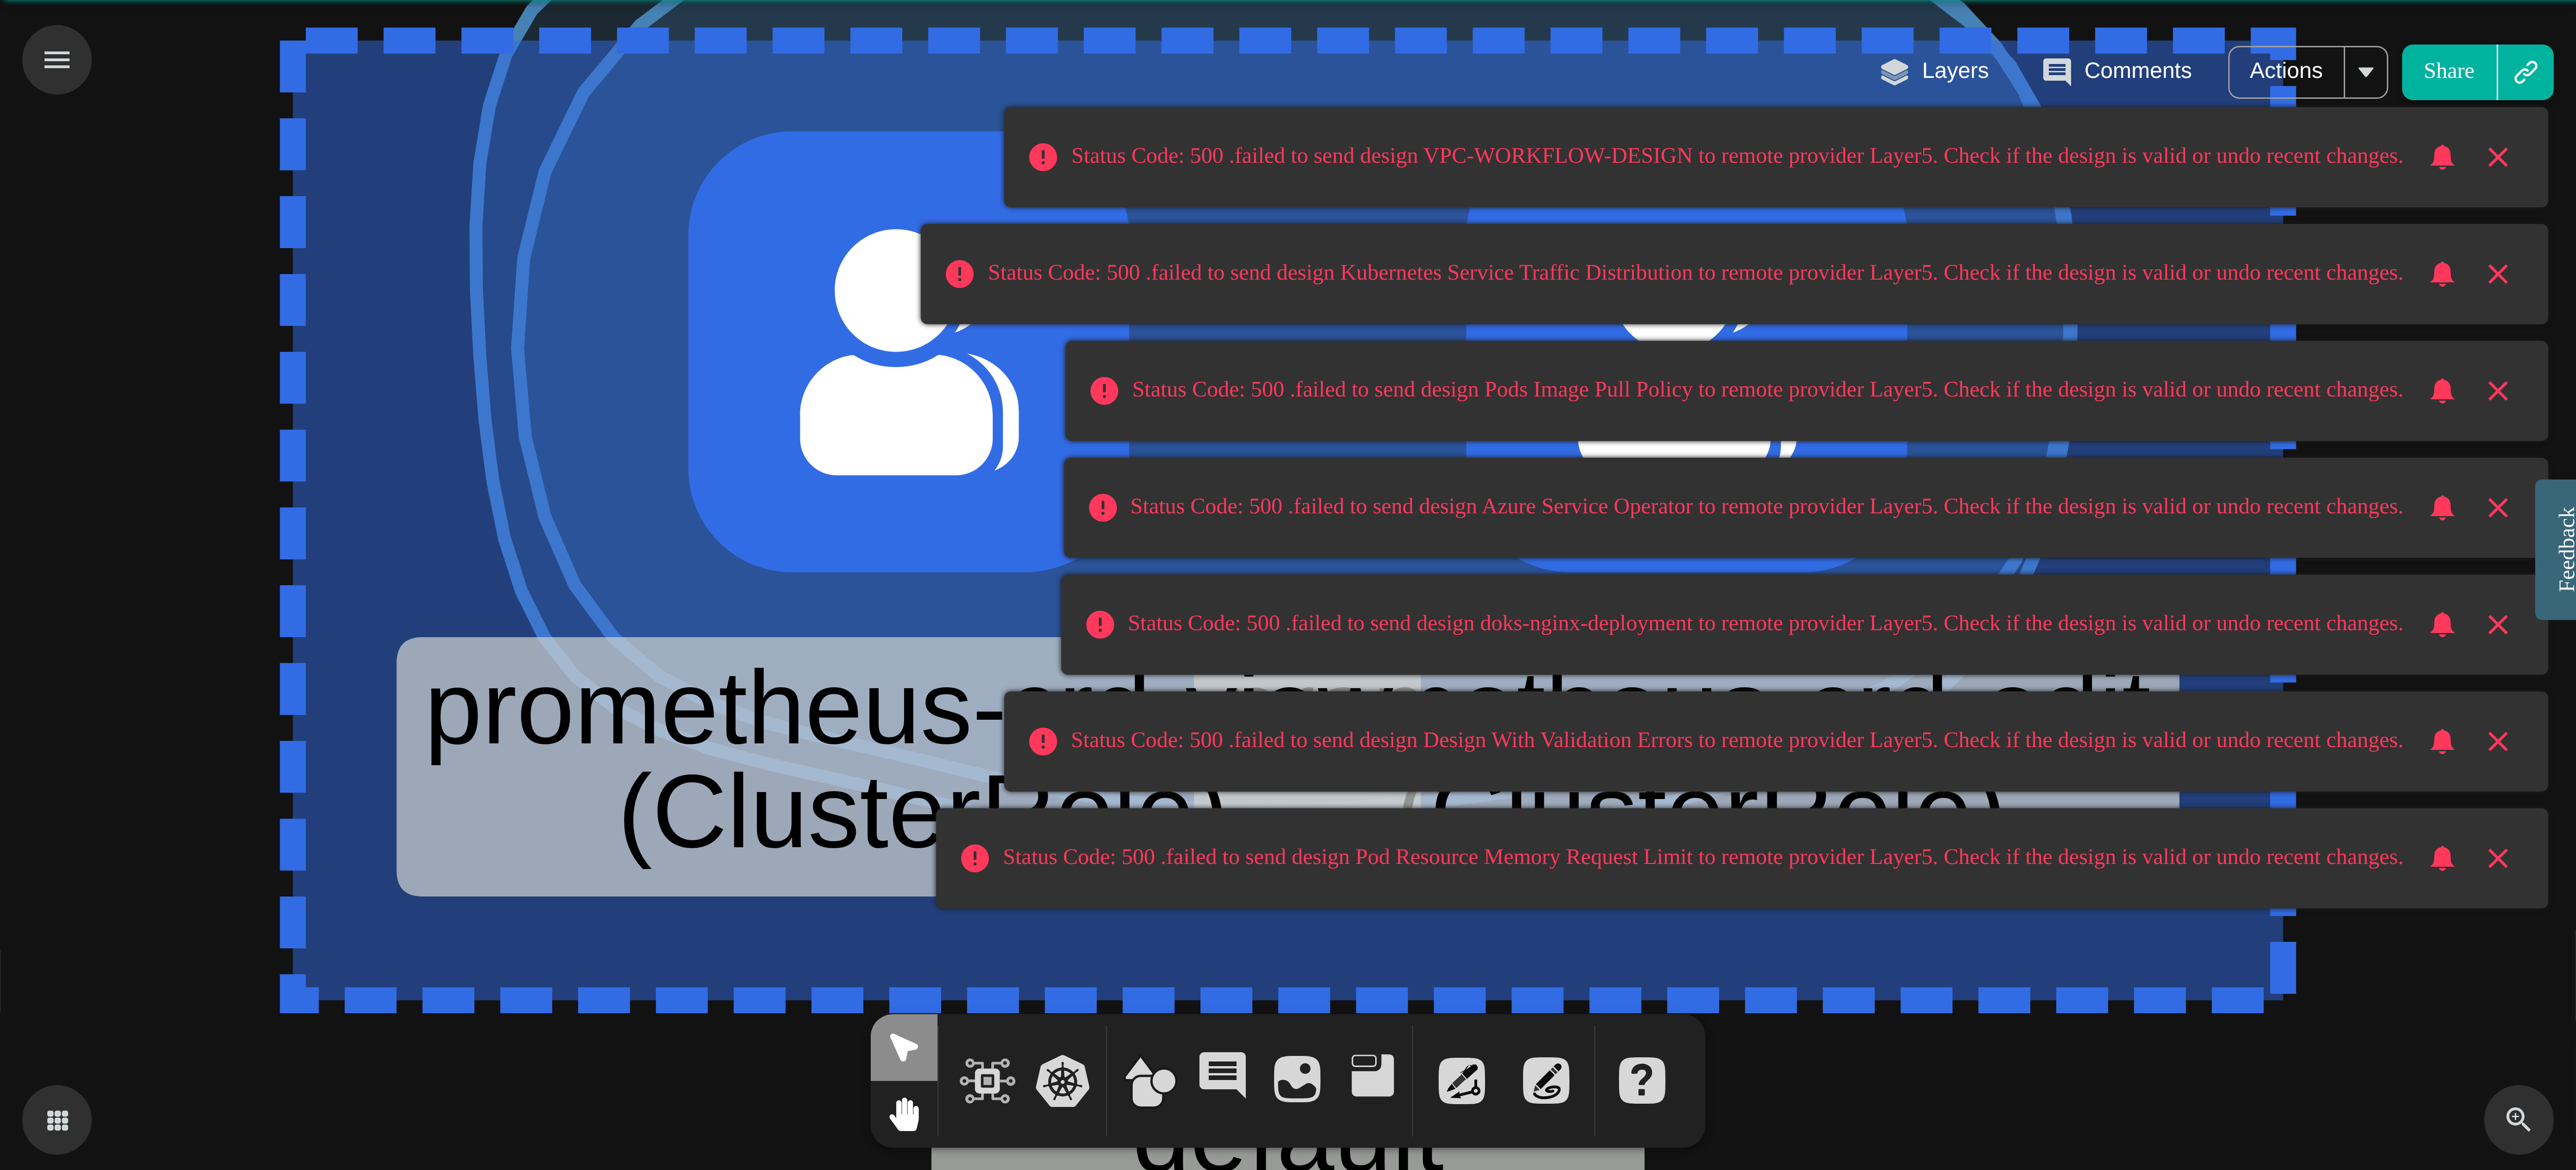 Layers
Comments
Actions
Share
Status Code: 500 .failed to send design VPC-WORKFLOW-DESIGN to remote provider Layer5. Check if the design is valid or undo recent changes.
Status Code: 500 .failed to send design Kubernetes Service Traffic Distribution to remote provider Layer5. Check if the design is valid or undo recent changes.
Status Code: 500 .failed to send design Pods Image Pull Policy to remote provider Layer5. Check if the design is valid or undo recent changes.
Status Code: 500 .failed to send design Azure Service Operator to remote provider Layer5. Check if the design is valid or undo recent changes.
Feedback
Status Code: 500 .failed to send design doks-nginx-deployment to remote provider Layer5. Check if the design is valid or undo recent changes.
prometheus-
Status Code: 500 .failed to send design Design With Validation Errors to remote provider Layer5. Check if the design is valid or undo recent changes.
(ClusterRole)
ClusterRole)
Status Code: 500 .failed to send design Pod Resource Memory Request Limit to remote provider Layer5. Check if the design is valid or undo recent changes.
default